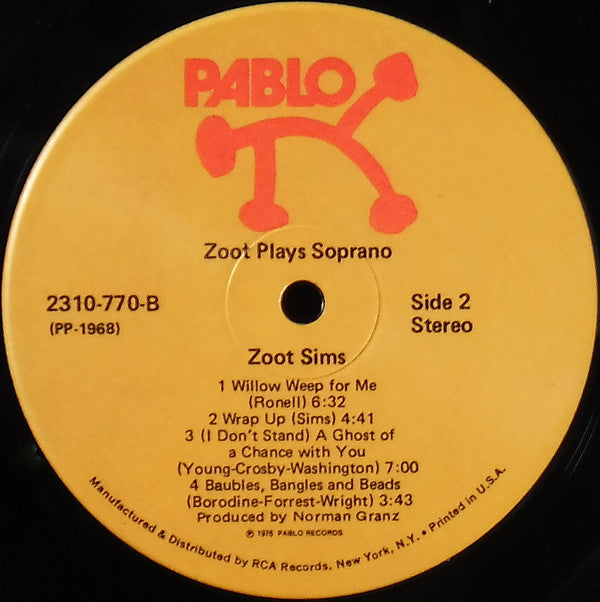 PABLO
Zoot Plays Soprano
2310-770-B
(PP-1968)
Side 2
Stereo
Zoot Sims
1 Willow Weep for Me
(Ronell) 6:32
2 Wrap Up (Sims) 4:41
3 (I Don't Stand) A Ghost of
a Chance with You
(Young-Crosby-Washington) 7:00
4 Baubles, Bangles and Beads
(Borodine-Forrest-Wright) 3:43
Produced by Norman Granz
℗ 1976 PABLO RECORDS
Manufactured & Distributed by RCA Records, New York, N.Y. • Printed in U.S.A.